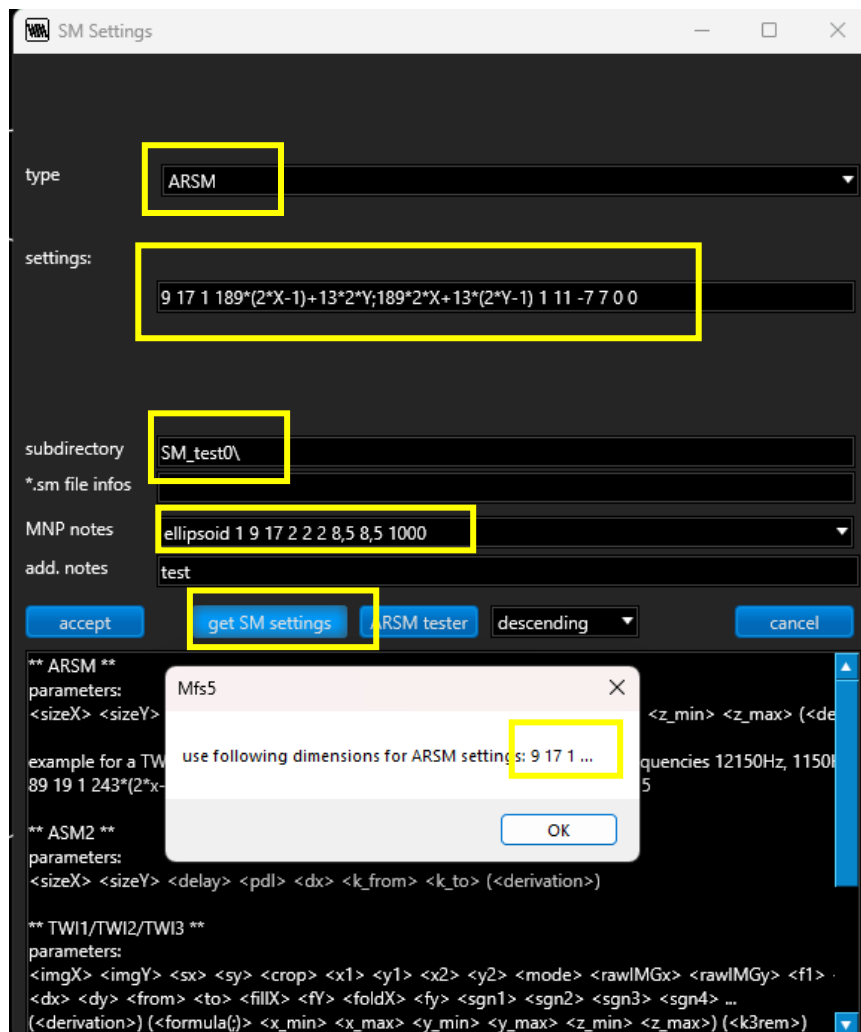 SM Settings
type
ARSM
settings:
9 17 1 189*(2*X-1)+13*2*Y;189*2*X+13*(2*Y-1) 1 11 -7 7 0 0
subdirectory
SM_test0\
*.sm file infos
MNP notes
ellipsoid 1 9 17 2 2 2 8,5 8,5 1000
add. notes
test
accept
get SM settings
ARSM tester
descending
cancel
** ARSM **
parameters:
<sizeX> <sizeY> <z_min> <z_max> (<de
example for a TW quencies 12150Hz,
89 19 1 243*(2*x- 5
Mfs5
use following dimensions for ARSM settings: 9 17 1 ...
OK
** ASM2 **
parameters:
<sizeX> <sizeY> <delay> <pdl> <dx> <k_from> <k_to> (<derivation>)
** TWI1/TWI2/TWI3 **
parameters:
<imgX> <imgY> <sx> <sy> <crop> <x1> <y1> <x2> <y2> <mode> <rawIMGx> <rawIMGy> <f1>
<dx> <dy> <from> <to> <fillX> <fY> <foldX> <fy> <sgn1> <sgn2> <sgn3> <sgn4> ...
(<derivation>) (<formula(;)> <x_min> <x_max> <y_min> <y_max> <z_min> <z_max>) (<k3rem>)